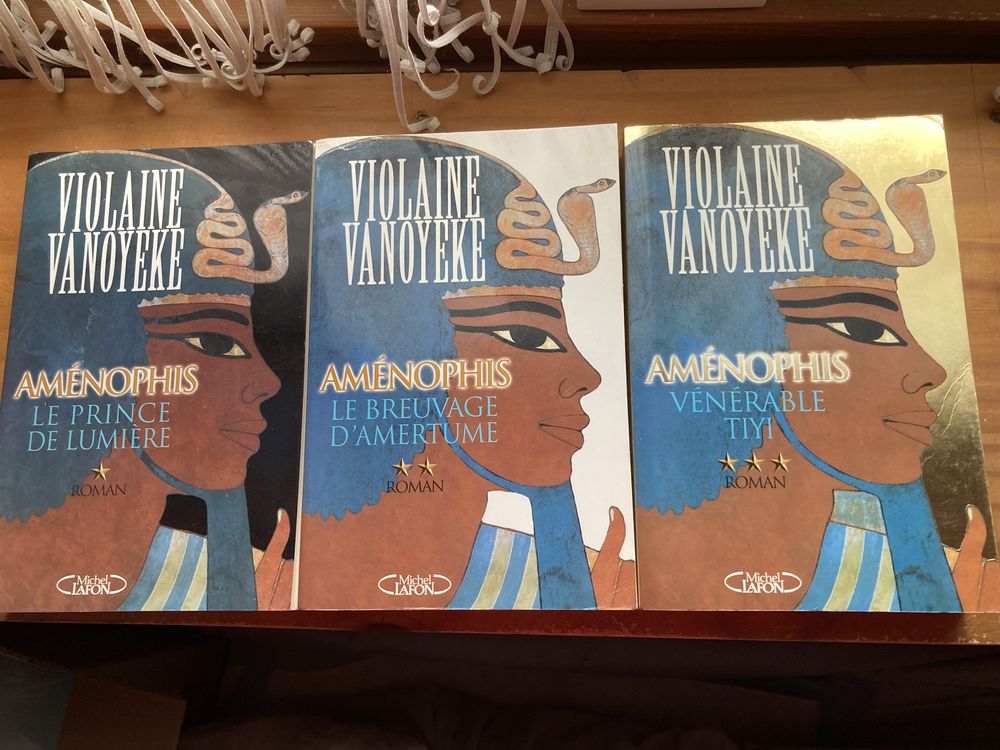 VIOLAINE
VANOYEKE
AMÉNOPHIS
LE PRINCE
DE LUMIÈRE
ROMAN
Michel
LAFON
VIOLAINE
VANOYEKE
AMÉNOPHIS
LE BREUVAGE
D'AMERTUME
ROMAN
Michel
LAFON
VIOLAINE
VANOYEKE
AMÉNOPHIS
VÉNÉRABLE
TIYI
ROMAN
Michel
LAFON